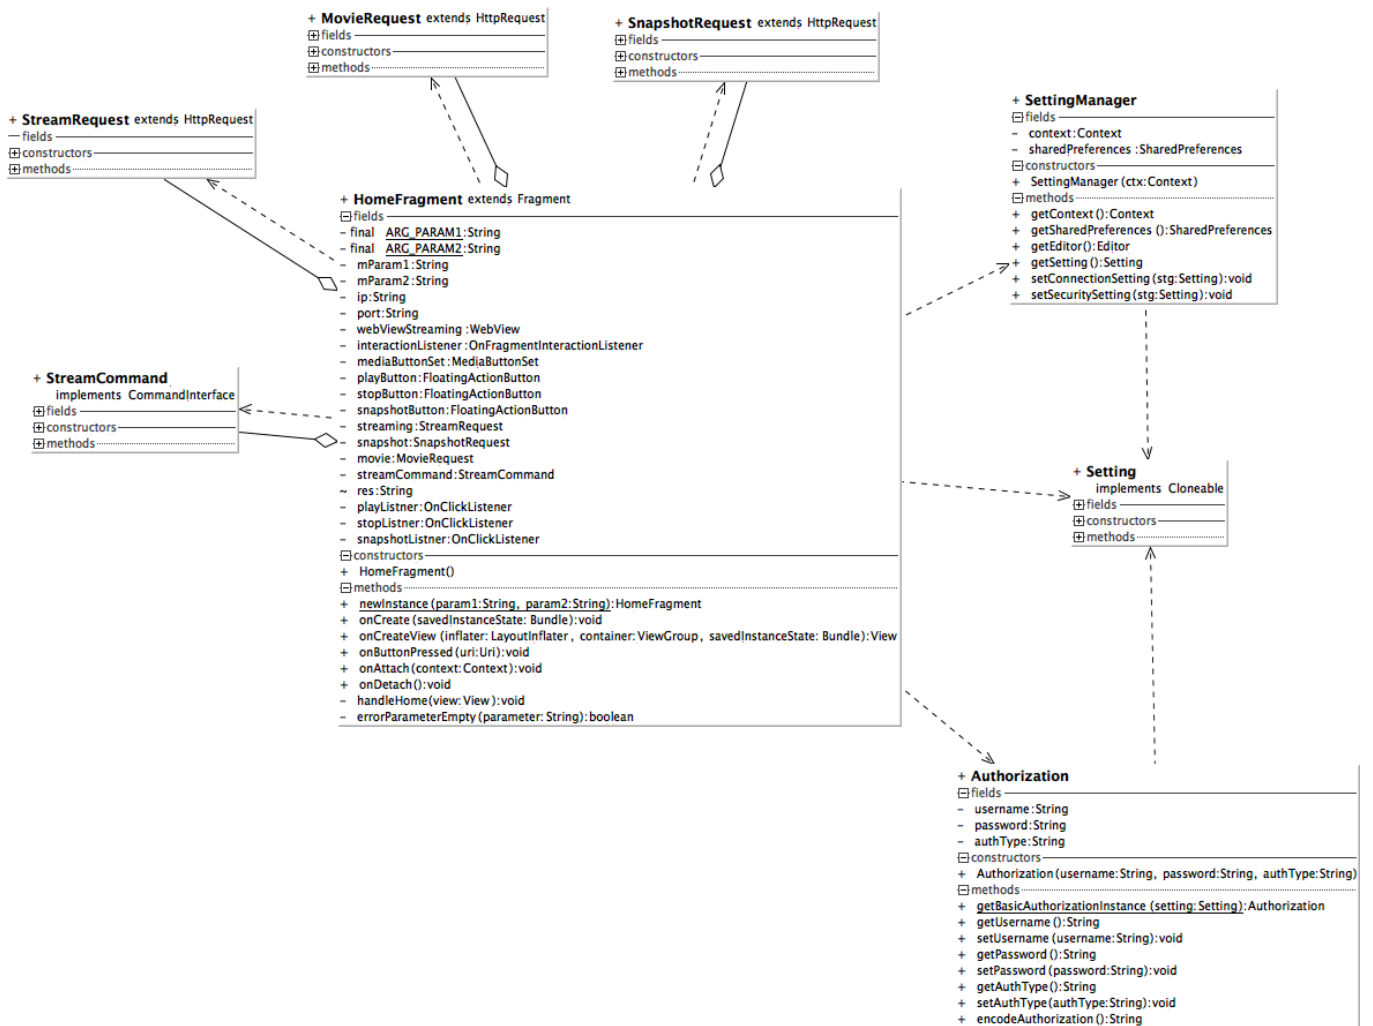 + MovieRequest extends HttpRequest
fields
constructors
methods
+ SnapshotRequest extends HttpRequest
fields
constructors
methods
+ StreamRequest extends HttpRequest
fields
constructors
methods
+ SettingManager
fields
- context:Context
- sharedPreferences :SharedPreferences
constructors
+ SettingManager(ctx:Context)
methods
+ getContext():Context
+ getSharedPreferences ():SharedPreferences
+ getEditor():Editor
+ getSetting():Setting
+ setConnectionSetting(stg:Setting):void
+ setSecuritySetting(stg:Setting):void
+ HomeFragment extends Fragment
fields
- final ARG_PARAM1:String
- final ARG_PARAM2:String
- mParam1:String
- mParam2:String
- ip:String
- port:String
- webViewStreaming :WebView
- interactionListener:OnFragmentInteractionListener
- mediaButtonSet:MediaButtonSet
- playButton:FloatingActionButton
- stopButton:FloatingActionButton
- snapshotButton:FloatingActionButton
- streaming:StreamRequest
- snapshot:SnapshotRequest
- movie:MovieRequest
- streamCommand:StreamCommand
~ res:String
- playListner:OnClickListener
- stopListner:OnClickListener
- snapshotListner:OnClickListener
constructors
+ HomeFragment()
methods
+ newInstance(param1:String, param2:String):HomeFragment
+ onCreate(savedInstanceState: Bundle):void
+ onCreateView (inflater: LayoutInflater, container:ViewGroup, savedInstanceState: Bundle):View
+ onButtonPressed(uri:Uri):void
+ onAttach(context:Context):void
+ onDetach():void
- handleHome(view:View):void
- errorParameterEmpty(parameter:String):boolean
+ StreamCommand
implements CommandInterface
fields
constructors
methods
+ Setting
implements Cloneable
fields
constructors
methods
+ Authorization
fields
- username:String
- password:String
- authType:String
constructors
+ Authorization(username:String, password:String, authType:String)
methods
+ getBasicAuthorizationInstance (setting:Setting):Authorization
+ getUsername ():String
+ setUsername (username:String):void
+ getPassword ():String
+ setPassword (password:String):void
+ getAuthType():String
+ setAuthType(authType:String):void
+ encodeAuthorization ():String